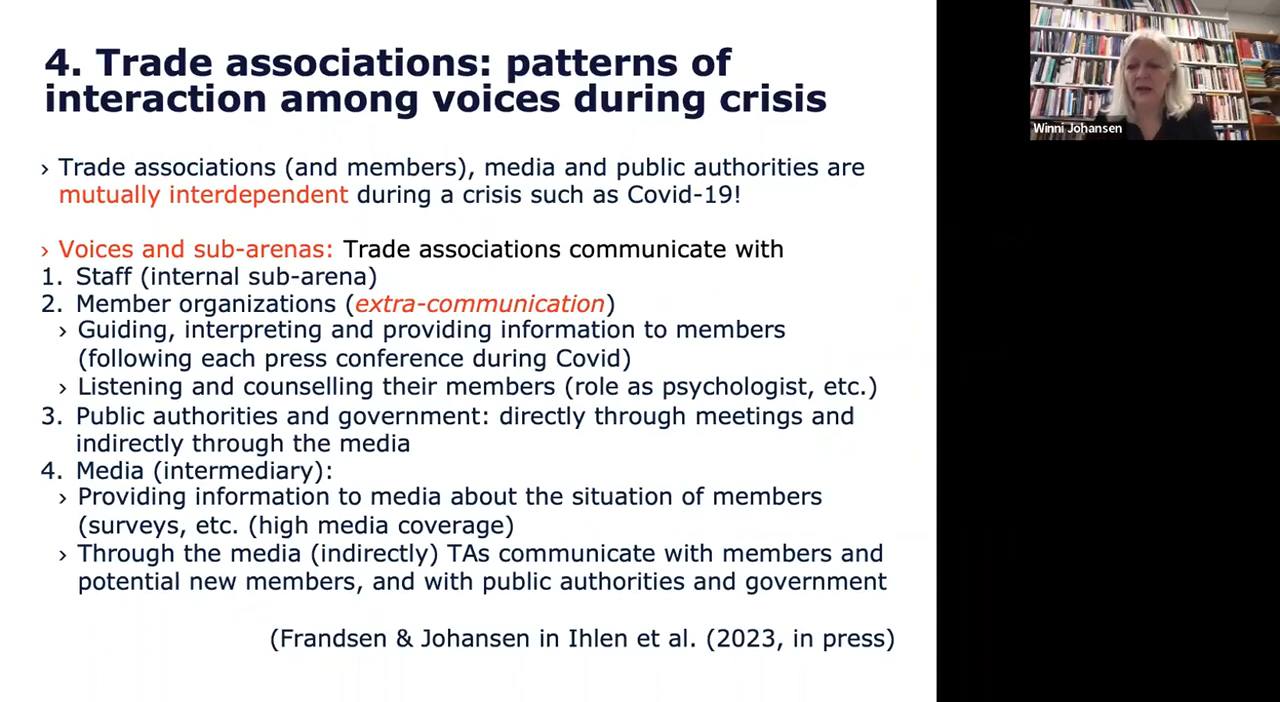 4. Trade associations: patterns of
interaction among voices during crisis
› Trade associations (and members), media and public authorities are
mutually interdependent during a crisis such as Covid-19!
› Voices and sub-arenas: Trade associations communicate with
1. Staff (internal sub-arena)
2. Member organizations (extra-communication)
› Guiding, interpreting and providing information to members
(following each press conference during Covid)
› Listening and counselling their members (role as psychologist, etc.)
3. Public authorities and government: directly through meetings and
indirectly through the media
4. Media (intermediary):
› Providing information to media about the situation of members
(surveys, etc. (high media coverage)
› Through the media (indirectly) TAs communicate with members and
potential new members, and with public authorities and government
(Frandsen & Johansen in Ihlen et al. (2023, in press)
Winni Johansen